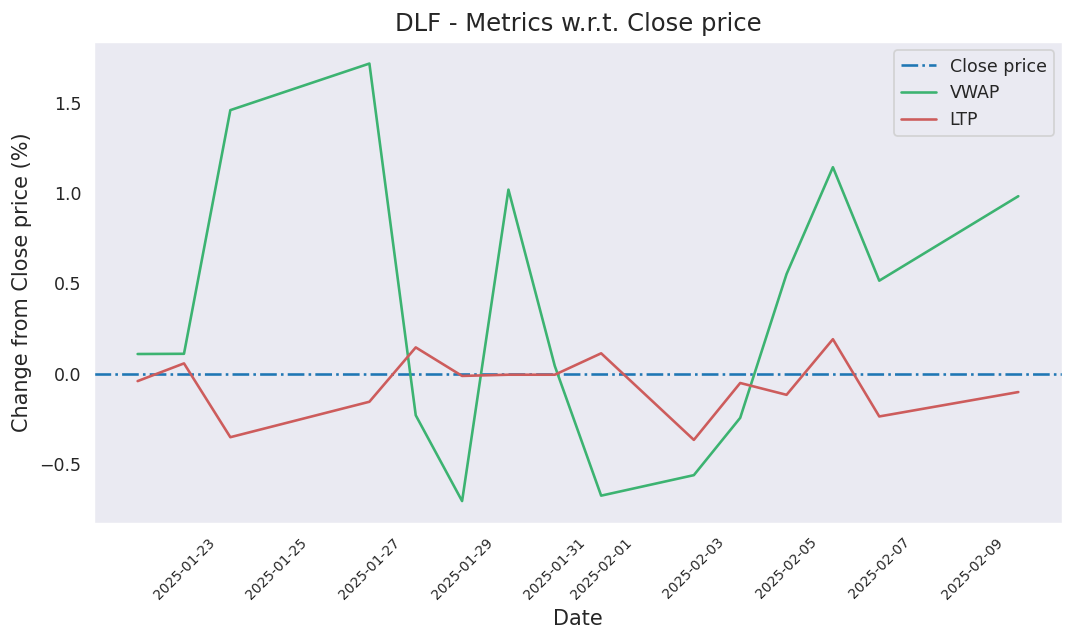 DLF - Metrics w.r.t. Close price
Close price
VWAP
LTP
Change from Close price (%)
1.5
1.0
0.5
0.0
−0.5
2025-01-23
2025-01-25
2025-01-27
2025-01-29
2025-01-31
2025-02-01
2025-02-03
2025-02-05
2025-02-07
2025-02-09
Date